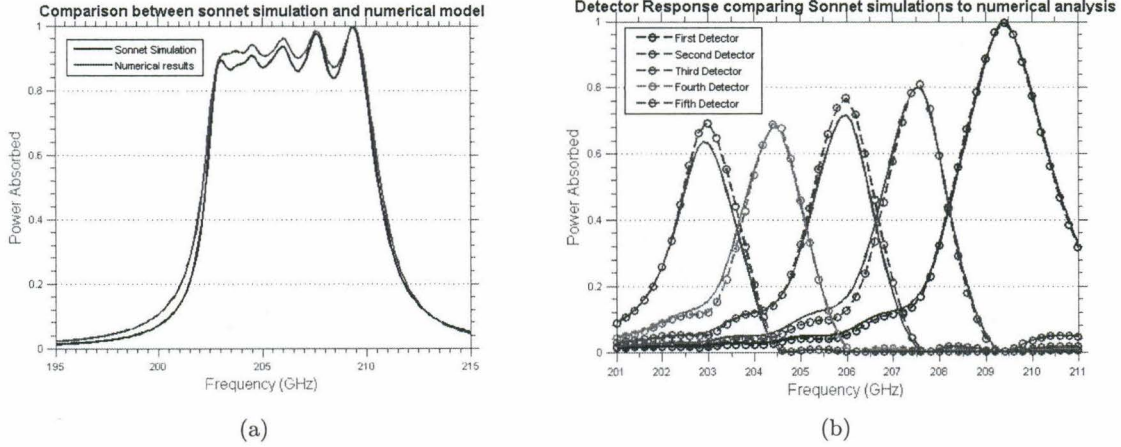 Comparison between sonnet simulation and numerical model
Sonnet Simulation
Numerical results
Power Absorbed
1
0.8
0.6
0.4
0.2
0
195
200
205
210
215
Frequency (GHz)
(a)
Detector Response comparing Sonnet simulations to numerical analysis
First Detector
Second Detector
Third Detector
Fourth Detector
Fifth Detector
Power Absorbed
1
0.8
0.6
0.4
0.2
0
201
202
203
204
205
206
207
208
209
210
211
Frequency (GHz)
(b)